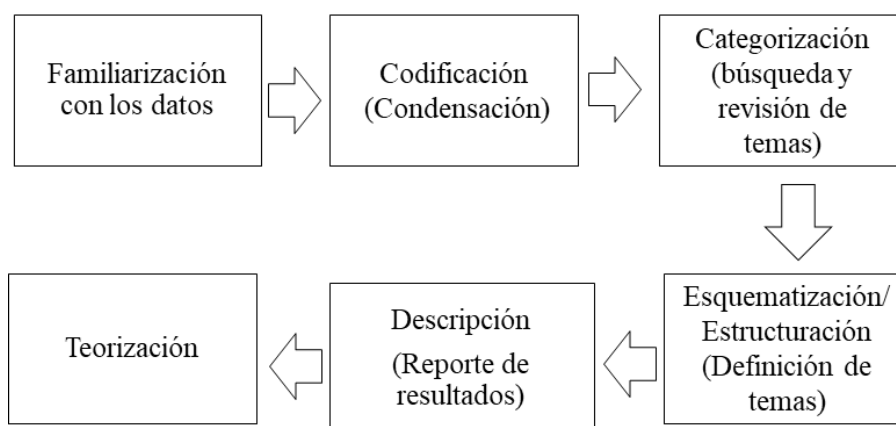 Familiarización
con los datos
Codificación
(Condensación)
Categorización
(búsqueda y
revisión de
temas)
Esquematización/
Estructuración
(Definición de
temas)
Descripción
(Reporte de
resultados)
Teorización